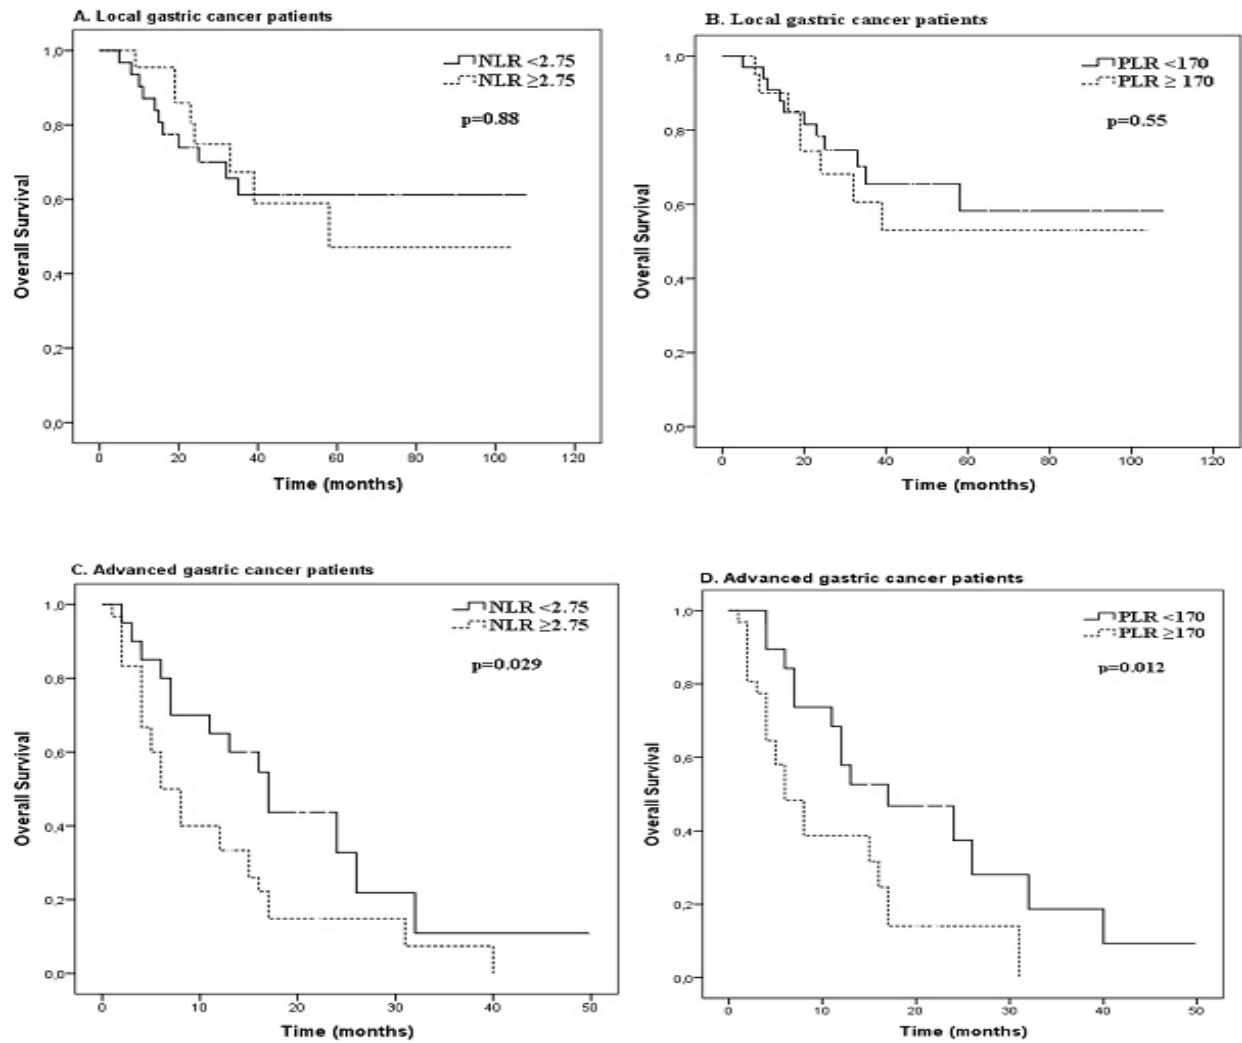 A. Local gastric cancer patients
NLR <2.75
NLR ≥2.75
p=0.88
1,0
0,8
0,6
0,4
0,2
0,0
Overall Survival
0 20 40 60 80 100 120
Time (months)
B. Local gastric cancer patients
PLR <170
PLR ≥ 170
p=0.55
1,0
0,8
0,6
0,4
0,2
0,0
Overall Survival
0 20 40 60 80 100 120
Time (months)
C. Advanced gastric cancer patients
NLR <2.75
NLR ≥2.75
p=0.029
1,0
0,8
0,6
0,4
0,2
0,0
Overall Survival
0 10 20 30 40 50
Time (months)
D. Advanced gastric cancer patients
PLR <170
PLR ≥170
p=0.012
1,0
0,8
0,6
0,4
0,2
0,0
Overall Survival
0 10 20 30 40 50
Time (months)